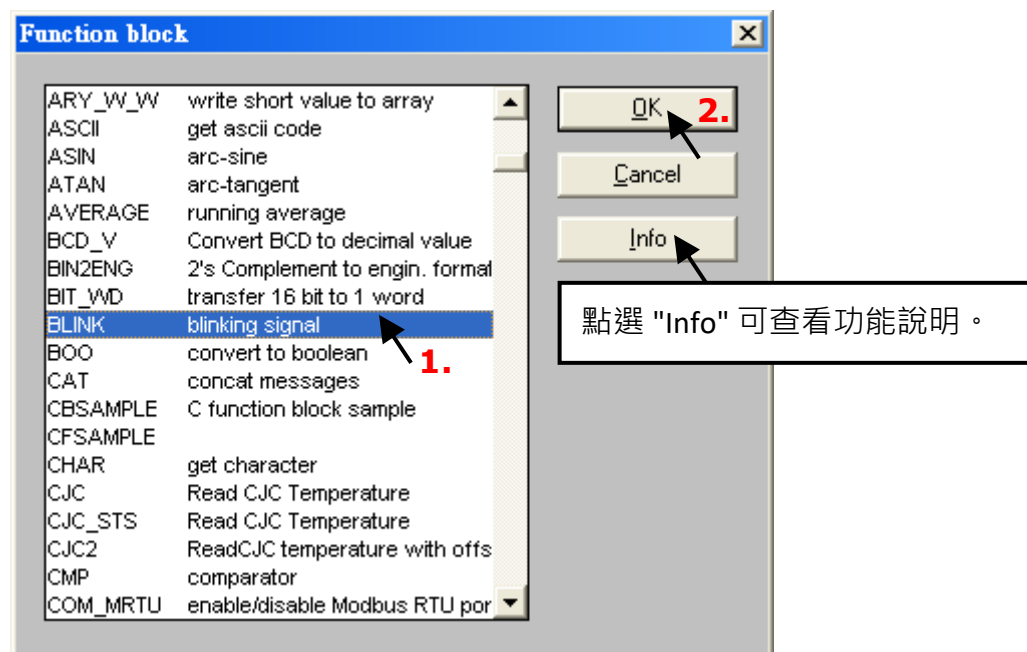 Function block
ARY_W_W write short value to array
ASCII get ascii code
ASIN arc-sine
ATAN arc-tangent
AVERAGE running average
BCD_V Convert BCD to decimal value
BIN2ENG 2's Complement to engin. format
BIT_WD transfer 16 bit to 1 word
BLINK blinking signal
BOO convert to boolean
CAT concat messages
CBSAMPLE C function block sample
CFSAMPLE
CHAR get character
CJC Read CJC Temperature
CJC_STS Read CJC Temperature
CJC2 ReadCJC temperature with offs
CMP comparator
COM_MRTU enable/disable Modbus RTU por
1.
OK
2.
Cancel
Info
點選 "Info" 可查看功能說明。